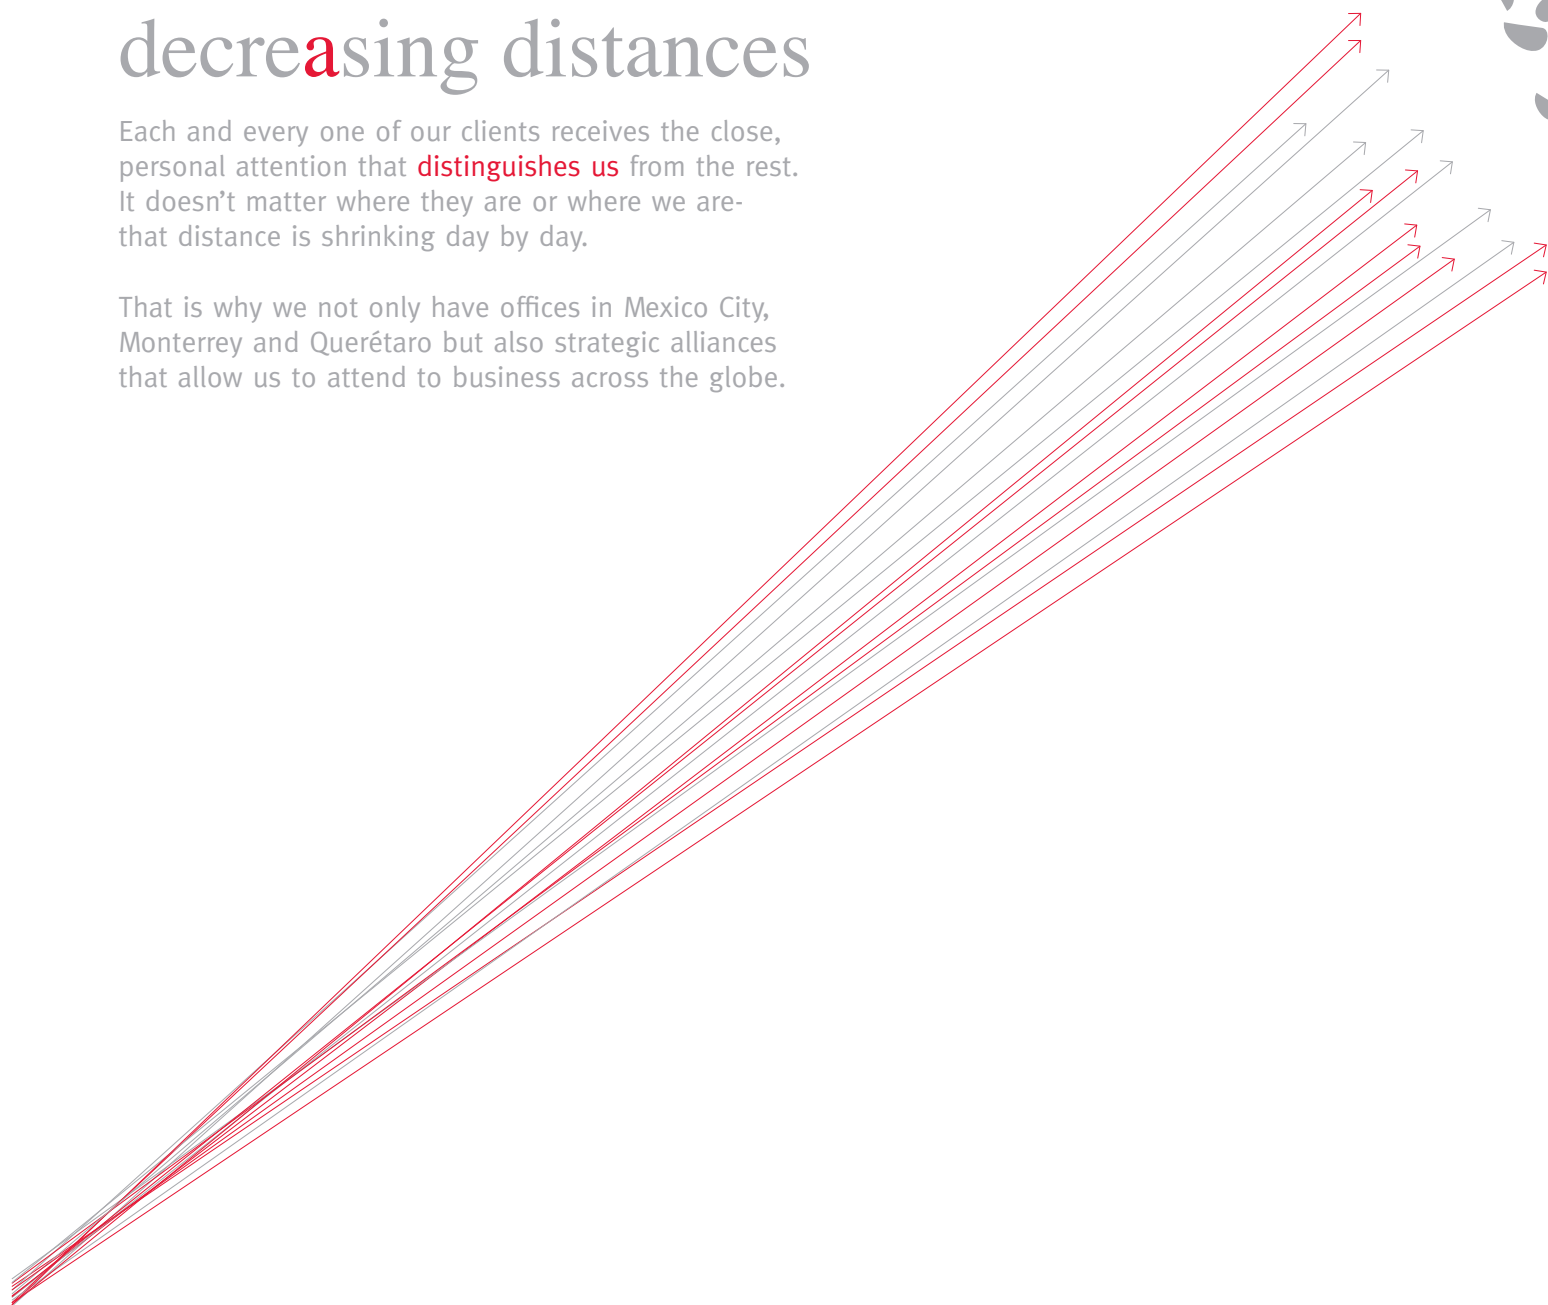 decreasing distances
Each and every one of our clients receives the close,
personal attention that distinguishes us from the rest.
It doesn't matter where they are or where we are-
that distance is shrinking day by day.
That is why we not only have offices in Mexico City,
Monterrey and Querétaro but also strategic alliances
that allow us to attend to business across the globe.